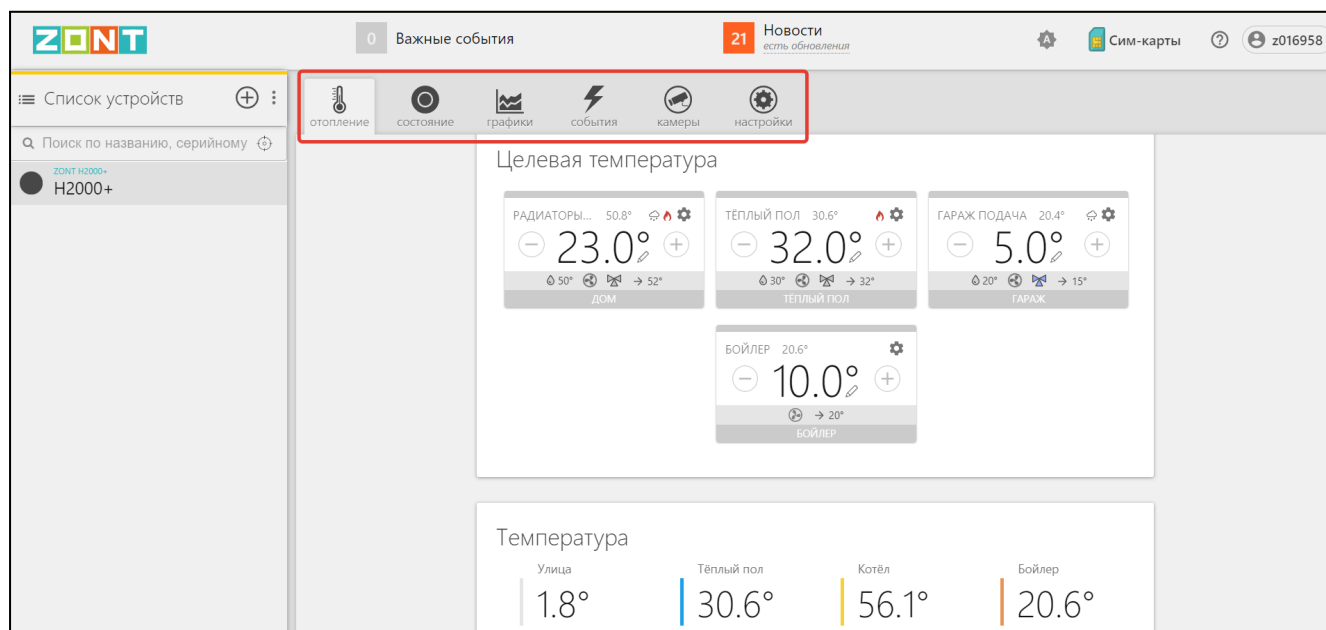 ZONT
0 Важные события
21 Новости
есть обновления
Сим-карты
z016958
Список устройств
отопление состояние графики события камеры настройки
Поиск по названию, серийному
ZONT H2000+
H2000+
Целевая температура
РАДИАТОРЫ... 50.8°
23.0°
50° → 52°
ДОМ
ТЁПЛЫЙ ПОЛ 30.6°
32.0°
30° → 32°
ТЁПЛЫЙ ПОЛ
ГАРАЖ ПОДАЧА 20.4°
5.0°
20° → 15°
ГАРАЖ
БОЙЛЕР 20.6°
10.0°
→ 20°
БОЙЛЕР
Температура
Улица Тёплый пол Котёл Бойлер
1.8° 30.6° 56.1° 20.6°